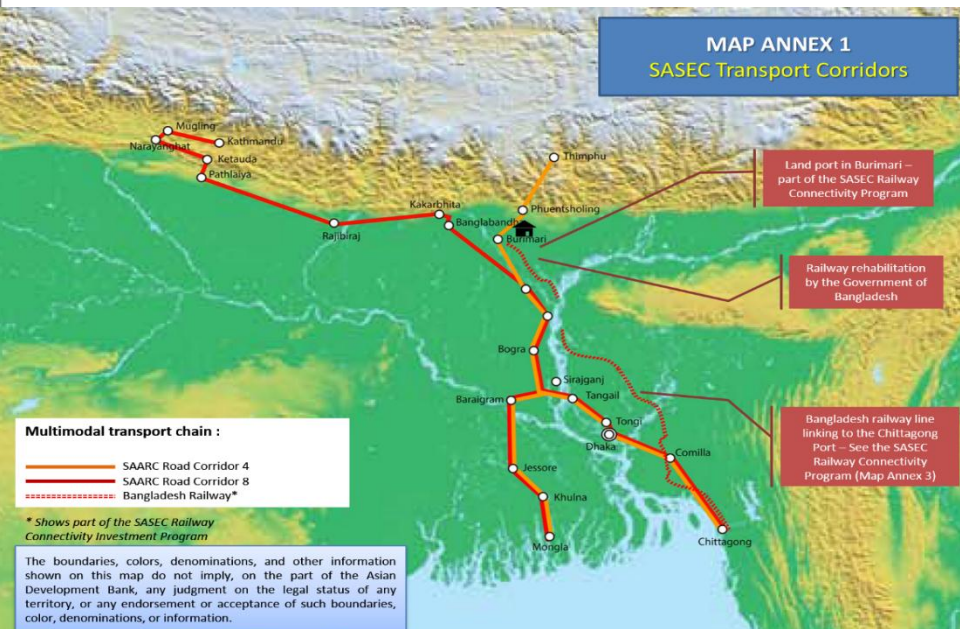 MAP ANNEX 1
SASEC Transport Corridors
Mugling
Narayanghat
Kathmandu
Ketauda
Pathlaiya
Thimphu
Land port in Burimari –
part of the SASEC Railway
Connectivity Program
Kakarbhita
Phuentsholing
Banglabandh
Rajibiraj
Burimari
Railway rehabilitation
by the Government of
Bangladesh
Bogra
Sirajganj
Baraigram
Tangail
Tongi
Dhaka
Comilla
Bangladesh railway line
linking to the Chittagong
Port – See the SASEC
Railway Connectivity
Program (Map Annex 3)
Multimodal transport chain :
SAARC Road Corridor 4
SAARC Road Corridor 8
Bangladesh Railway*
Jessore
Khulna
Mongla
Chittagong
* Shows part of the SASEC Railway
Connectivity Investment Program
The boundaries, colors, denominations, and other information
shown on this map do not imply, on the part of the Asian
Development Bank, any judgment on the legal status of any
territory, or any endorsement or acceptance of such boundaries,
color, denominations, or information.